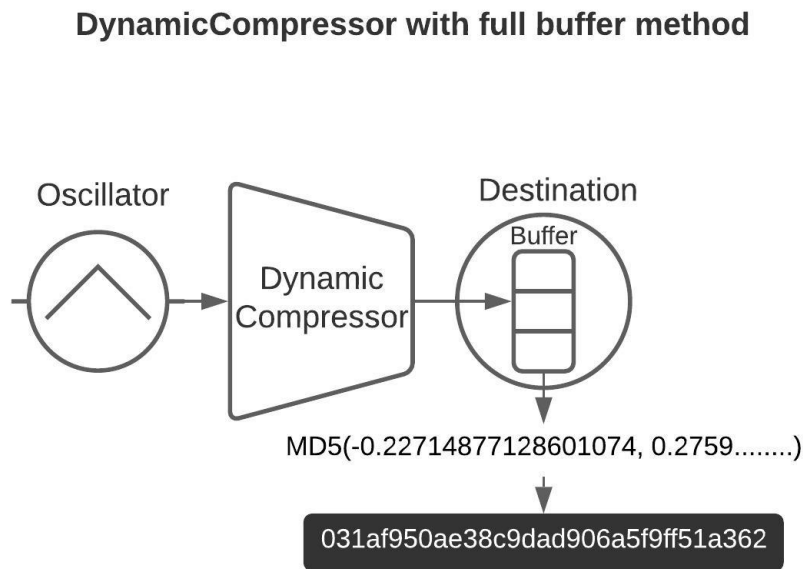 DynamicCompressor with full buffer method
Oscillator
Dynamic
Compressor
Destination
Buffer
MD5(-0.22714877128601074, 0.2759........)
031af950ae38c9dad906a5f9ff51a362